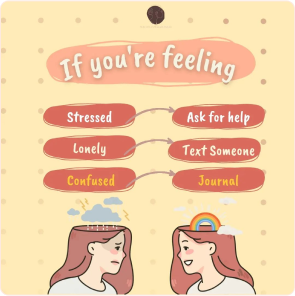 If you're feeling
Stressed Ask for help
Lonely Text Someone
Confused Journal